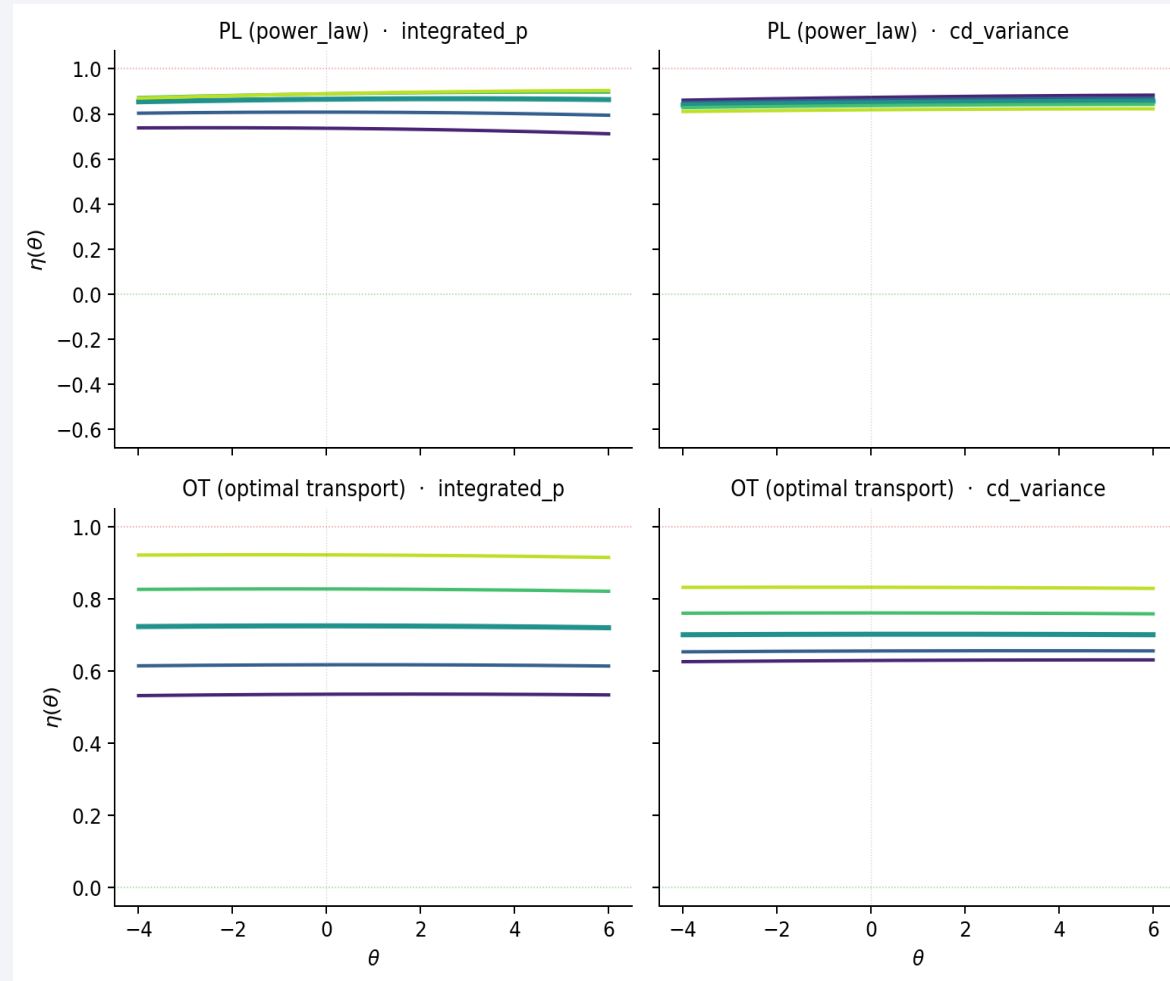 PL (power_law) · integrated_p
PL (power_law) · cd_variance
1.0
0.8
0.6
0.4
0.2
0.0
−0.2
−0.4
−0.6
η(θ)
OT (optimal transport) · integrated_p
OT (optimal transport) · cd_variance
1.0
0.8
0.6
0.4
0.2
0.0
η(θ)
−4 −2 0 2 4 6
−4 −2 0 2 4 6
θ
θ